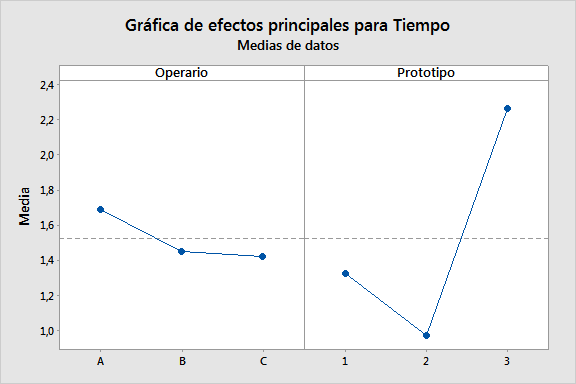 Gráfica de efectos principales para Tiempo
Medias de datos
Operario Prototipo
2,4
2,2
2,0
1,8
1,6
1,4
1,2
1,0
Media
A B C 1 2 3